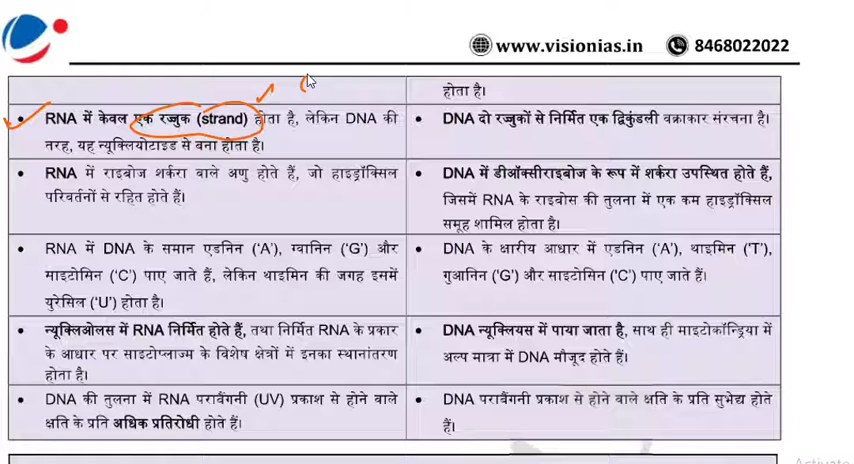 www.visionias.in 8468022022
होता है।
RNA में केवल एक रज्जुक (strand) होता है, लेकिन DNA की
तरह, यह न्यूक्लियोटाइड से बना होता है।
DNA दो रज्जुकों से निर्मित एक द्विकुंडली वक्राकार संरचना है।
RNA में राइबोज शर्करा वाले अणु होते हैं, जो हाइड्रॉक्सिल
परिवर्तनों से रहित होते हैं।
DNA में डीऑक्सीराइबोज के रूप में शर्करा उपस्थित होते हैं,
जिसमें RNA के राइबोस की तुलना में एक कम हाइड्रॉक्सिल
समूह शामिल होता है।
RNA में DNA के समान एडनिन ('A'), ग्वानिन ('G') और
साइटोसिन ('C') पाए जाते हैं, लेकिन थाइमिन की जगह इसमें
युरेसिल ('U') होता है।
DNA के क्षारीय आधार में एडनिन ('A'), थाइमिन ('T'),
गुआनिन ('G') और साइटोसिन ('C') पाए जाते हैं।
न्यूक्लिओलस में RNA निर्मित होते हैं, तथा निर्मित RNA के प्रकार
के आधार पर साइटोप्लाज्म के विशेष क्षेत्रों में इनका स्थानांतरण
होता है।
DNA न्यूक्लियस में पाया जाता है, साथ ही माइटोकॉन्ड्रिया में
अल्प मात्रा में DNA मौजूद होते हैं।
DNA की तुलना में RNA पराबैंगनी (UV) प्रकाश से होने वाले
क्षति के प्रति अधिक प्रतिरोधी होते हैं।
DNA पराबैंगनी प्रकाश से होने वाले क्षति के प्रति सुभेद्य होते
हैं।